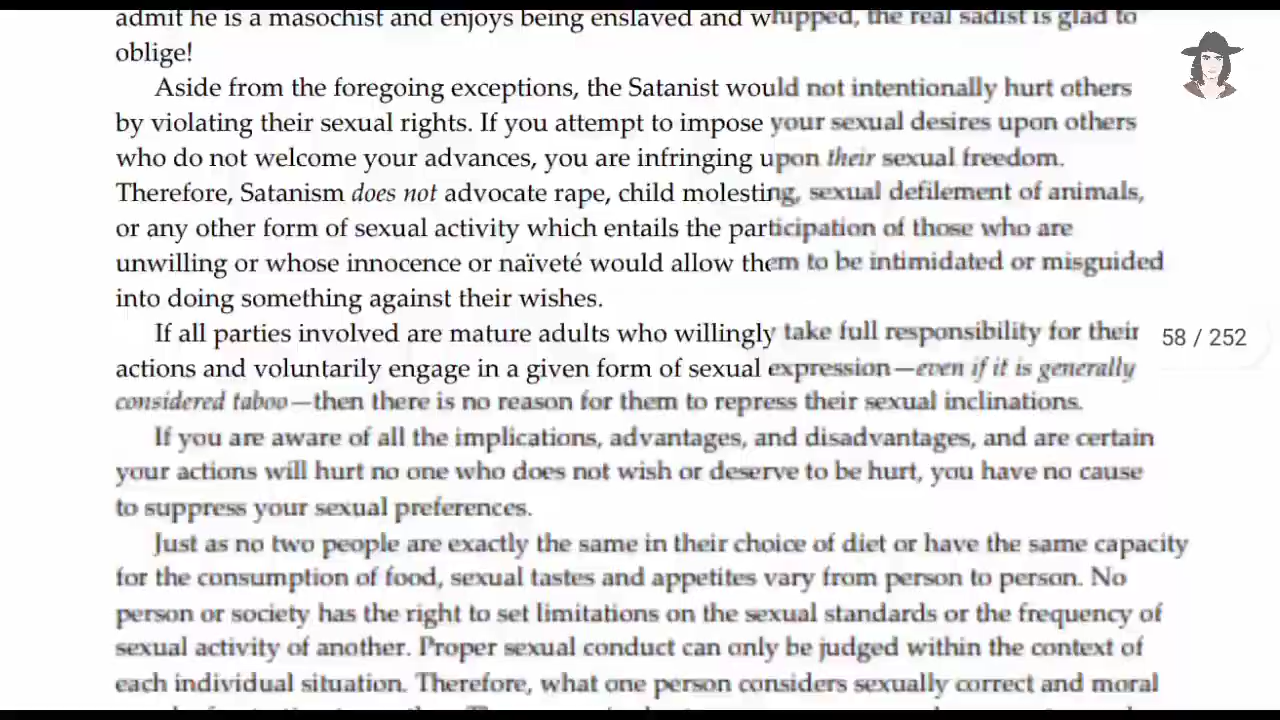 admit he is a masochist and enjoys being enslaved and whipped, the real sadist is glad to
oblige!
Aside from the foregoing exceptions, the Satanist would not intentionally hurt others
by violating their sexual rights. If you attempt to impose your sexual desires upon others
who do not welcome your advances, you are infringing upon their sexual freedom.
Therefore, Satanism does not advocate rape, child molesting, sexual defilement of animals,
or any other form of sexual activity which entails the participation of those who are
unwilling or whose innocence or naïveté would allow them to be intimidated or misguided
into doing something against their wishes.
If all parties involved are mature adults who willingly take full responsibility for their
58 / 252
actions and voluntarily engage in a given form of sexual expression—even if it is generally
considered taboo—then there is no reason for them to repress their sexual inclinations.
If you are aware of all the implications, advantages, and disadvantages, and are certain
your actions will hurt no one who does not wish or deserve to be hurt, you have no cause
to suppress your sexual preferences.
Just as no two people are exactly the same in their choice of diet or have the same capacity
for the consumption of food, sexual tastes and appetites vary from person to person. No
person or society has the right to set limitations on the sexual standards or the frequency of
sexual activity of another. Proper sexual conduct can only be judged within the context of
each individual situation. Therefore, what one person considers sexually correct and moral